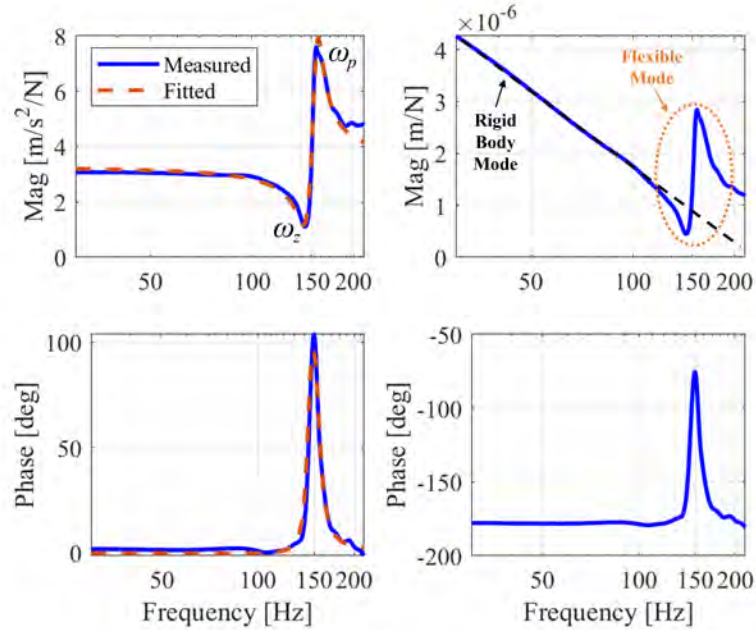 8
6
4
2
0
Mag [m/s²/N]
Measured
Fitted
ω_p
ω_z
50
100
150
200
×10⁻⁶
4
3
2
1
0
Mag [m/N]
Flexible
Mode
Rigid
Body
Mode
50
100
150
200
100
50
0
Phase [deg]
50
100
150
200
Frequency [Hz]
-50
-100
-150
-200
Phase [deg]
50
100
150
200
Frequency [Hz]